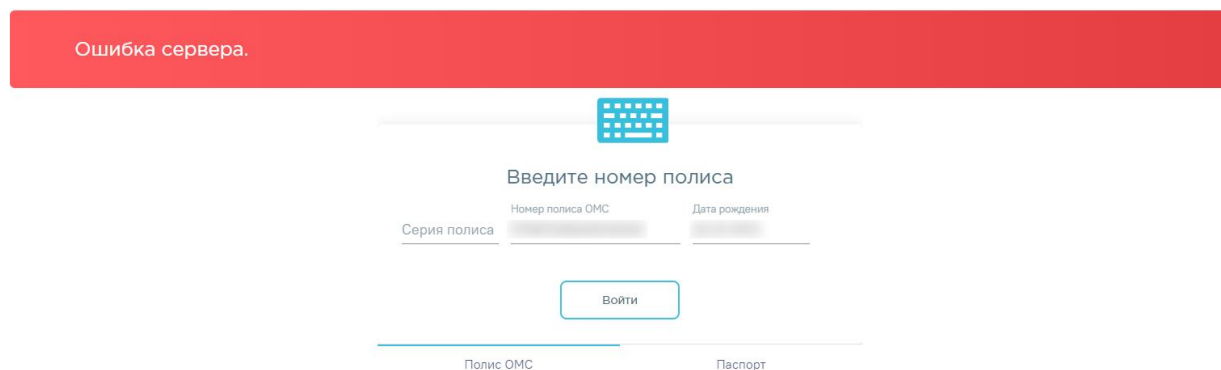 Ошибка сервера.
Введите номер полиса
Номер полиса ОМС Дата рождения
Серия полиса
Войти
Полис ОМС Паспорт